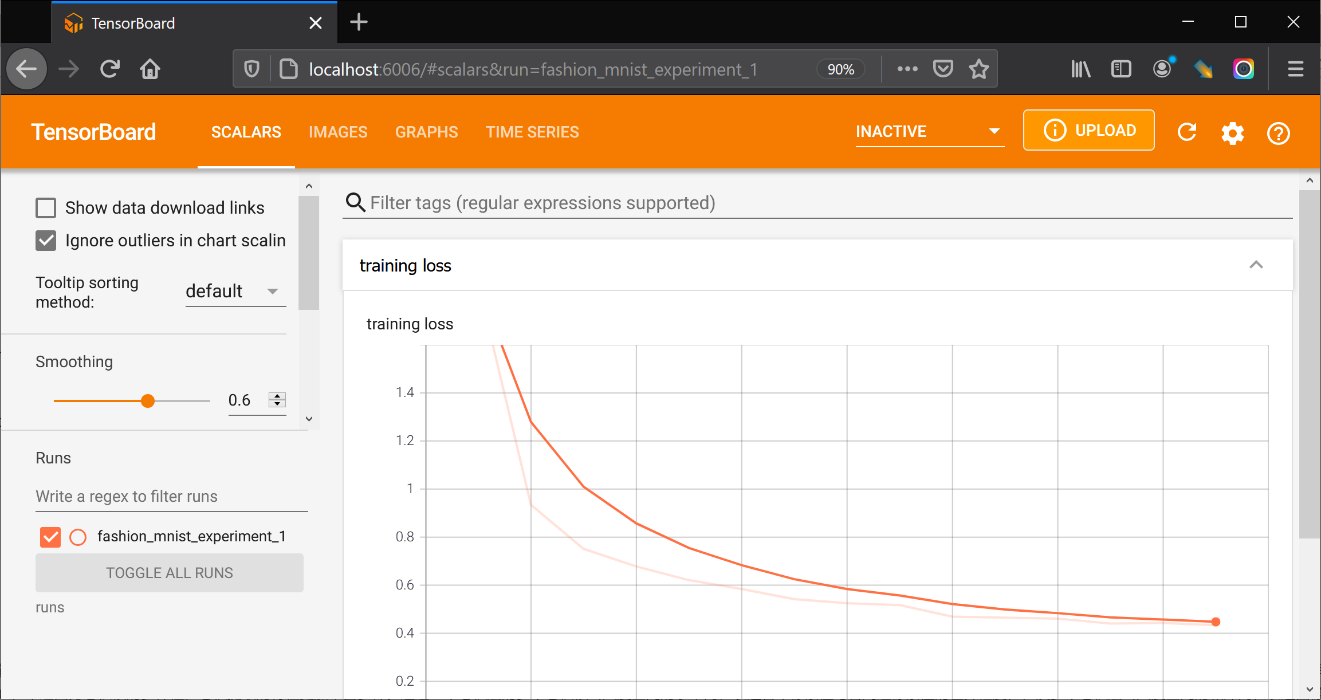 TensorBoard
localhost:6006/#scalars&run=fashion_mnist_experiment_1
90%
TensorBoard
SCALARS
IMAGES
GRAPHS
TIME SERIES
INACTIVE
UPLOAD
Show data download links
Ignore outliers in chart scalin
Tooltip sorting
method:
default
Smoothing
0.6
Runs
Write a regex to filter runs
fashion_mnist_experiment_1
TOGGLE ALL RUNS
runs
Filter tags (regular expressions supported)
training loss
training loss
1.4
1.2
1
0.8
0.6
0.4
0.2